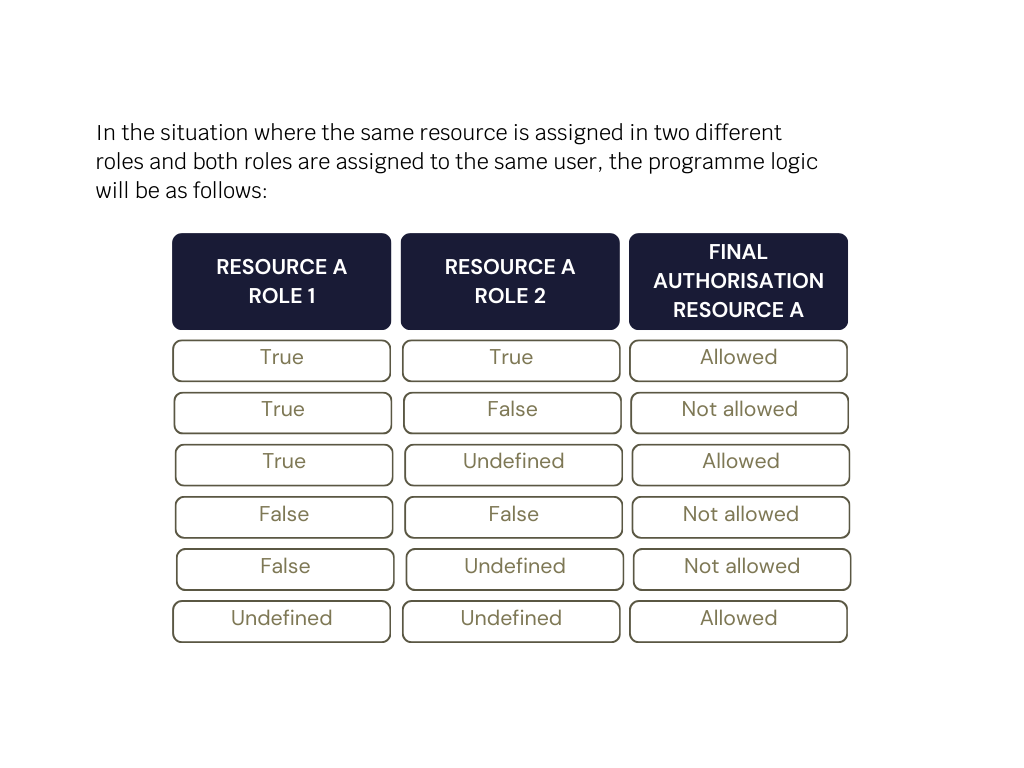 In the situation where the same resource is assigned in two different
roles and both roles are assigned to the same user, the programme logic
will be as follows:
RESOURCE A
ROLE 1
RESOURCE A
ROLE 2
FINAL
AUTHORISATION
RESOURCE A
True
True
Allowed
True
False
Not allowed
True
Undefined
Allowed
False
False
Not allowed
False
Undefined
Not allowed
Undefined
Undefined
Allowed